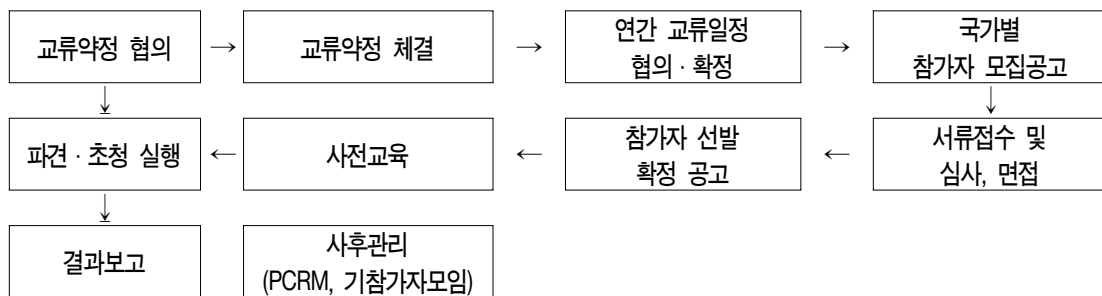 교류약정 협의 → 교류약정 체결 → 연간 교류일정 협의·확정 → 국가별 참가자 모집공고
↓ ↓
파견·초청 실행 ← 사전교육 ← 참가자 선발 확정 공고 ← 서류접수 및 심사, 면접
↓
결과보고 사후관리 (PCRM, 기참가자모임)